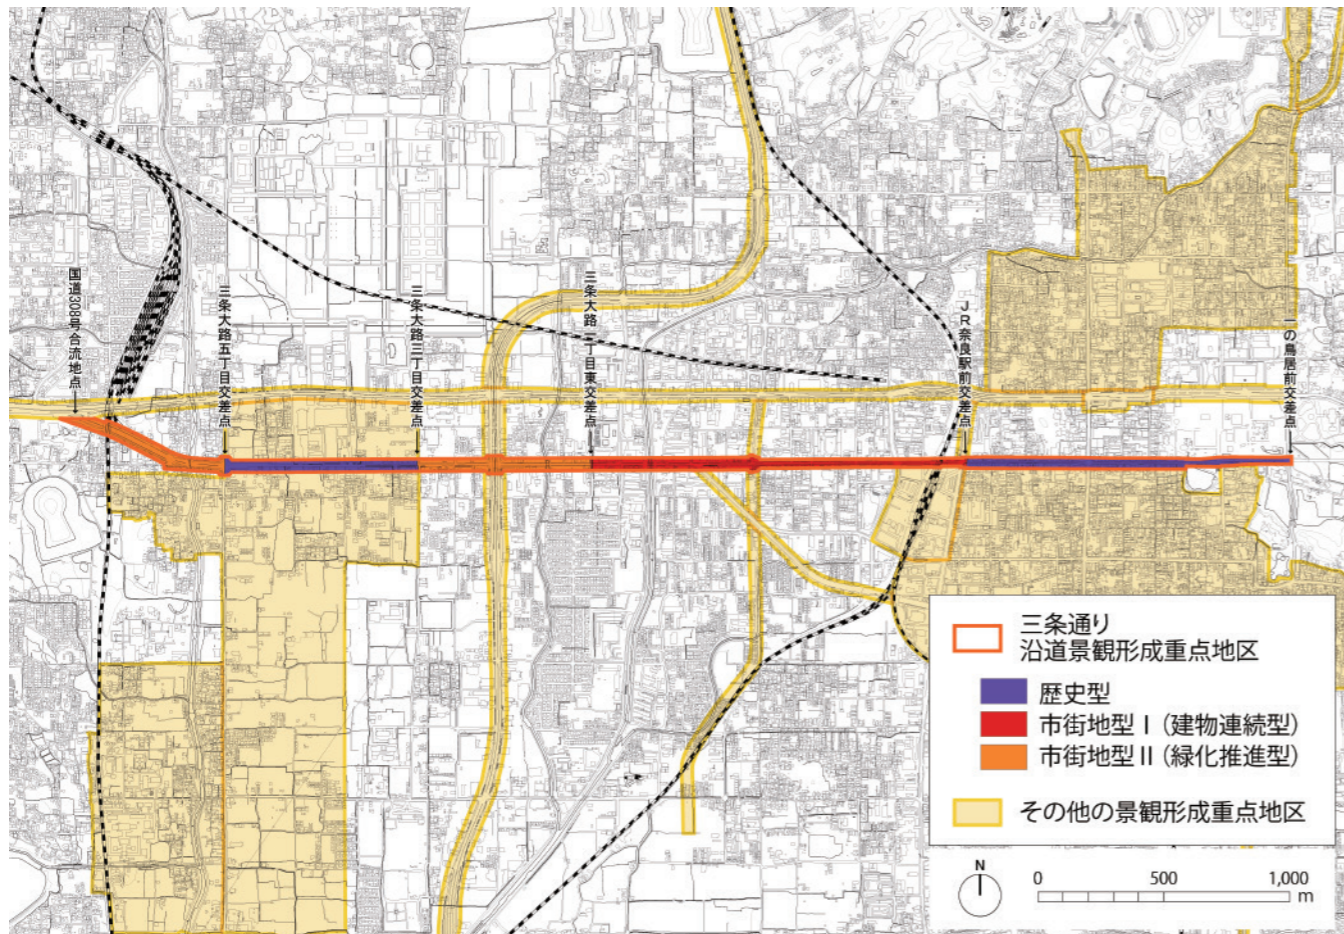 国道308号合流地点
三条大路五丁目交差点
三条大路三丁目交差点
三条大路一丁目東交差点
JR奈良駅前交差点
一の鳥居前交差点
三条通り
沿道景観形成重点地区
歴史型
市街地型Ⅰ（建物連続型）
市街地型Ⅱ（緑化推進型）
その他の景観形成重点地区
N
0 500 1,000
m